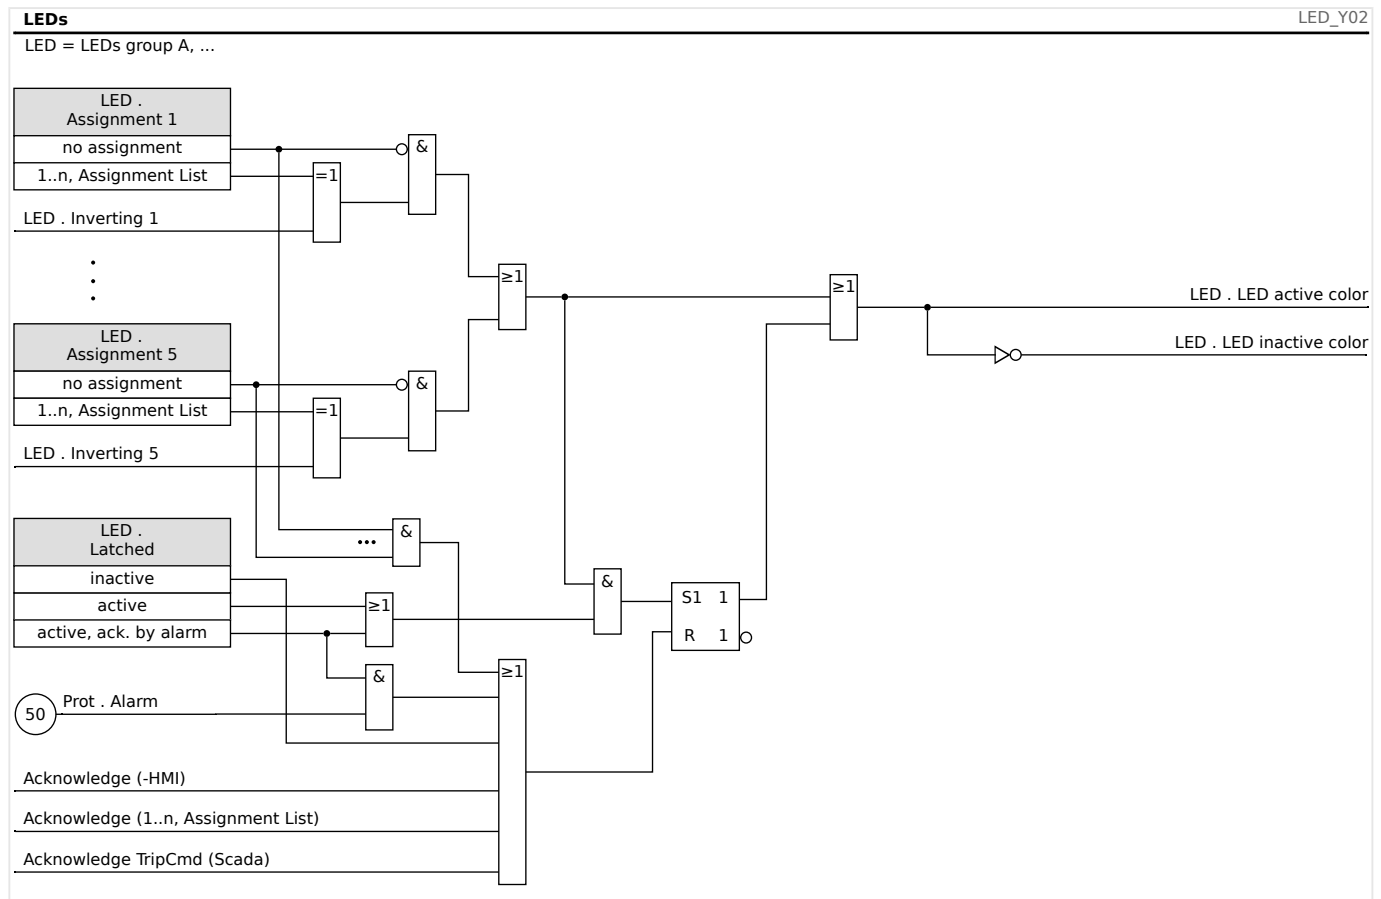 LEDs
LED_Y02
LED = LEDs group A, ...
LED .
Assignment 1
no assignment
&
1..n, Assignment List
=1
LED . Inverting 1
≥1
≥1
LED . LED active color
LED .
Assignment 5
LED . LED inactive color
no assignment
&
1..n, Assignment List
=1
LED . Inverting 5
LED .
Latched
&
•••
inactive
&
active
≥1
S1 1
active, ack. by alarm
R 1
&
≥1
50
Prot . Alarm
Acknowledge (-HMI)
Acknowledge (1..n, Assignment List)
Acknowledge TripCmd (Scada)